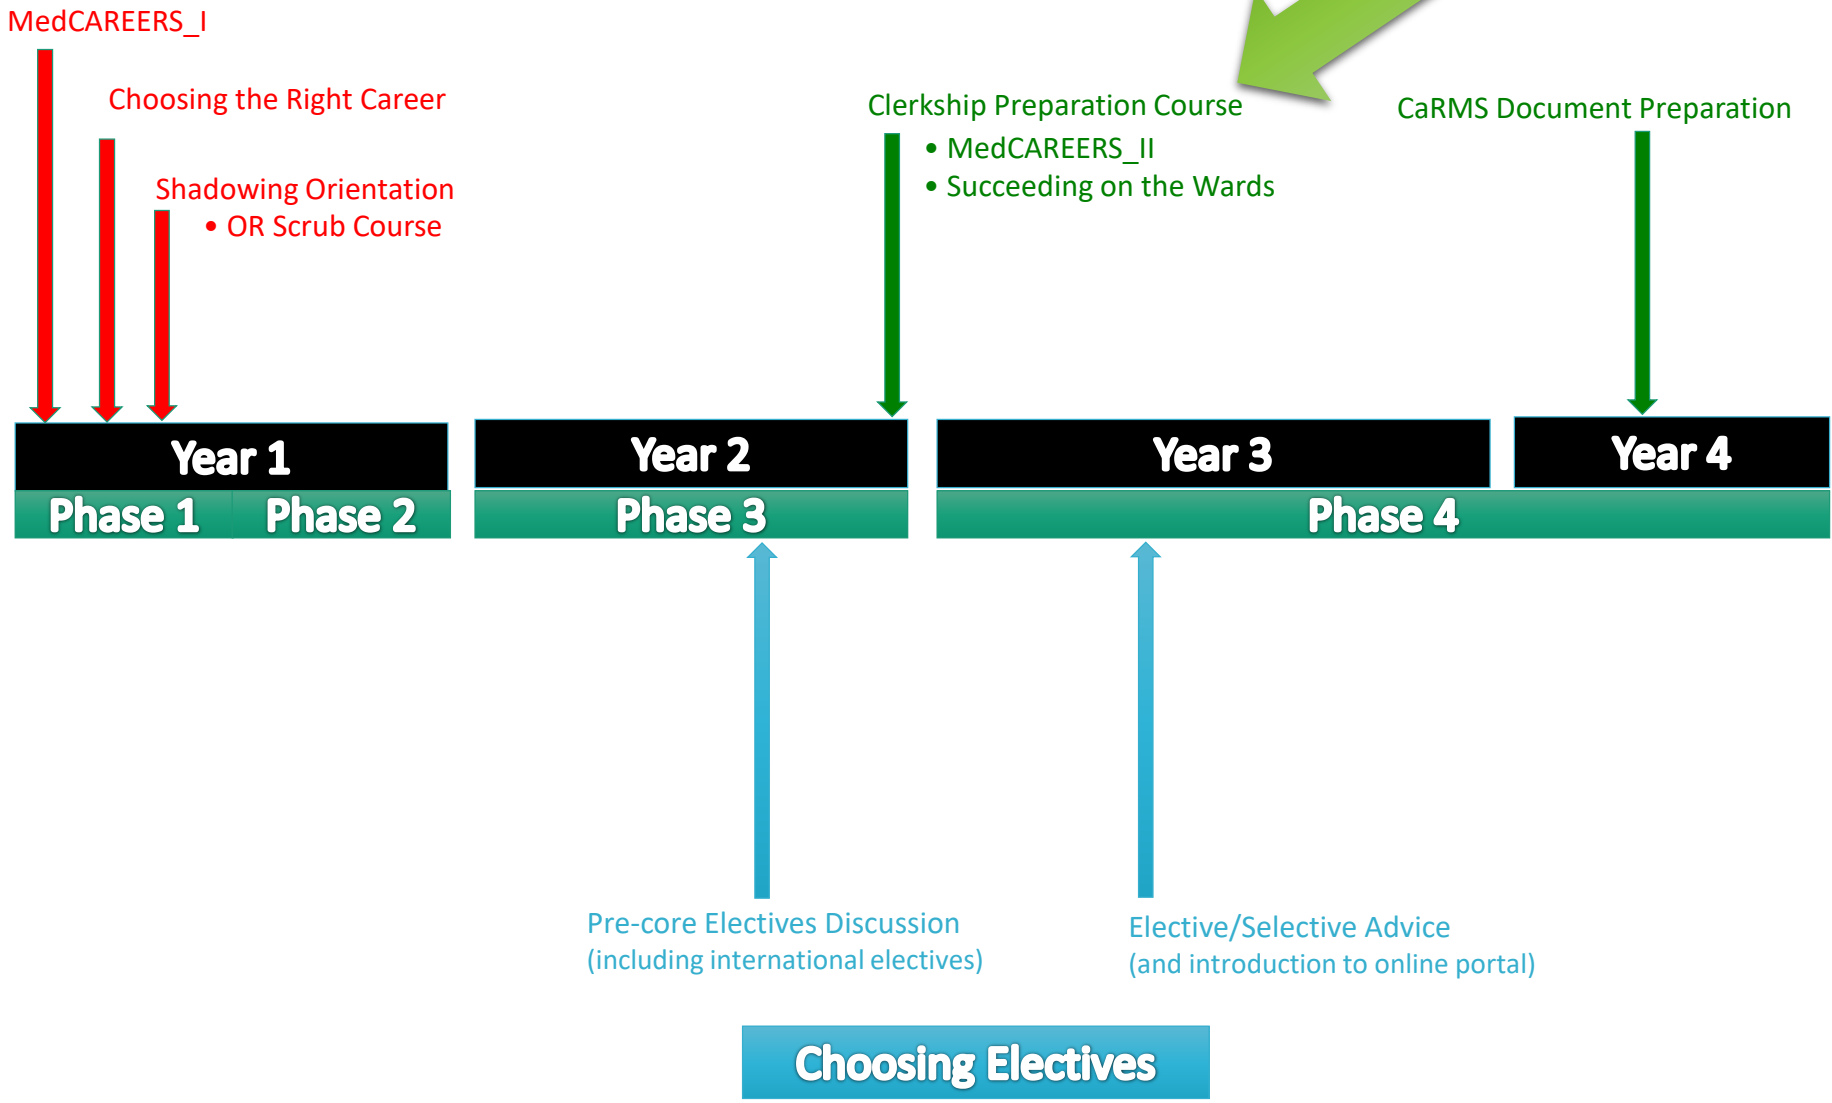 MedCAREERS_I
Choosing the Right Career
Shadowing Orientation
• OR Scrub Course
Clerkship Preparation Course
• MedCAREERS_II
• Succeeding on the Wards
CaRMS Document Preparation
Year 1
Year 2
Year 3
Year 4
Phase 1
Phase 2
Phase 3
Phase 4
Pre-core Electives Discussion
(including international electives)
Elective/Selective Advice
(and introduction to online portal)
Choosing Electives